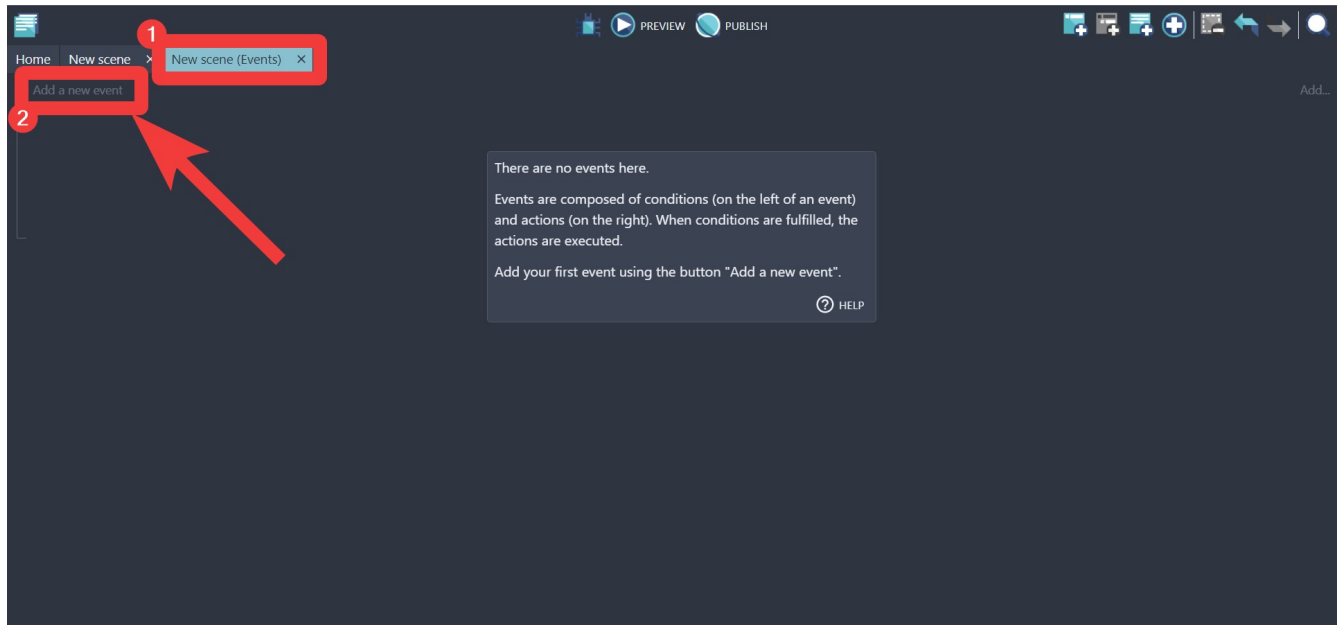 1
PREVIEW PUBLISH
Home New scene × New scene (Events) ×
Add a new event Add...
2
There are no events here.
Events are composed of conditions (on the left of an event)
and actions (on the right). When conditions are fulfilled, the
actions are executed.
Add your first event using the button "Add a new event".
? HELP